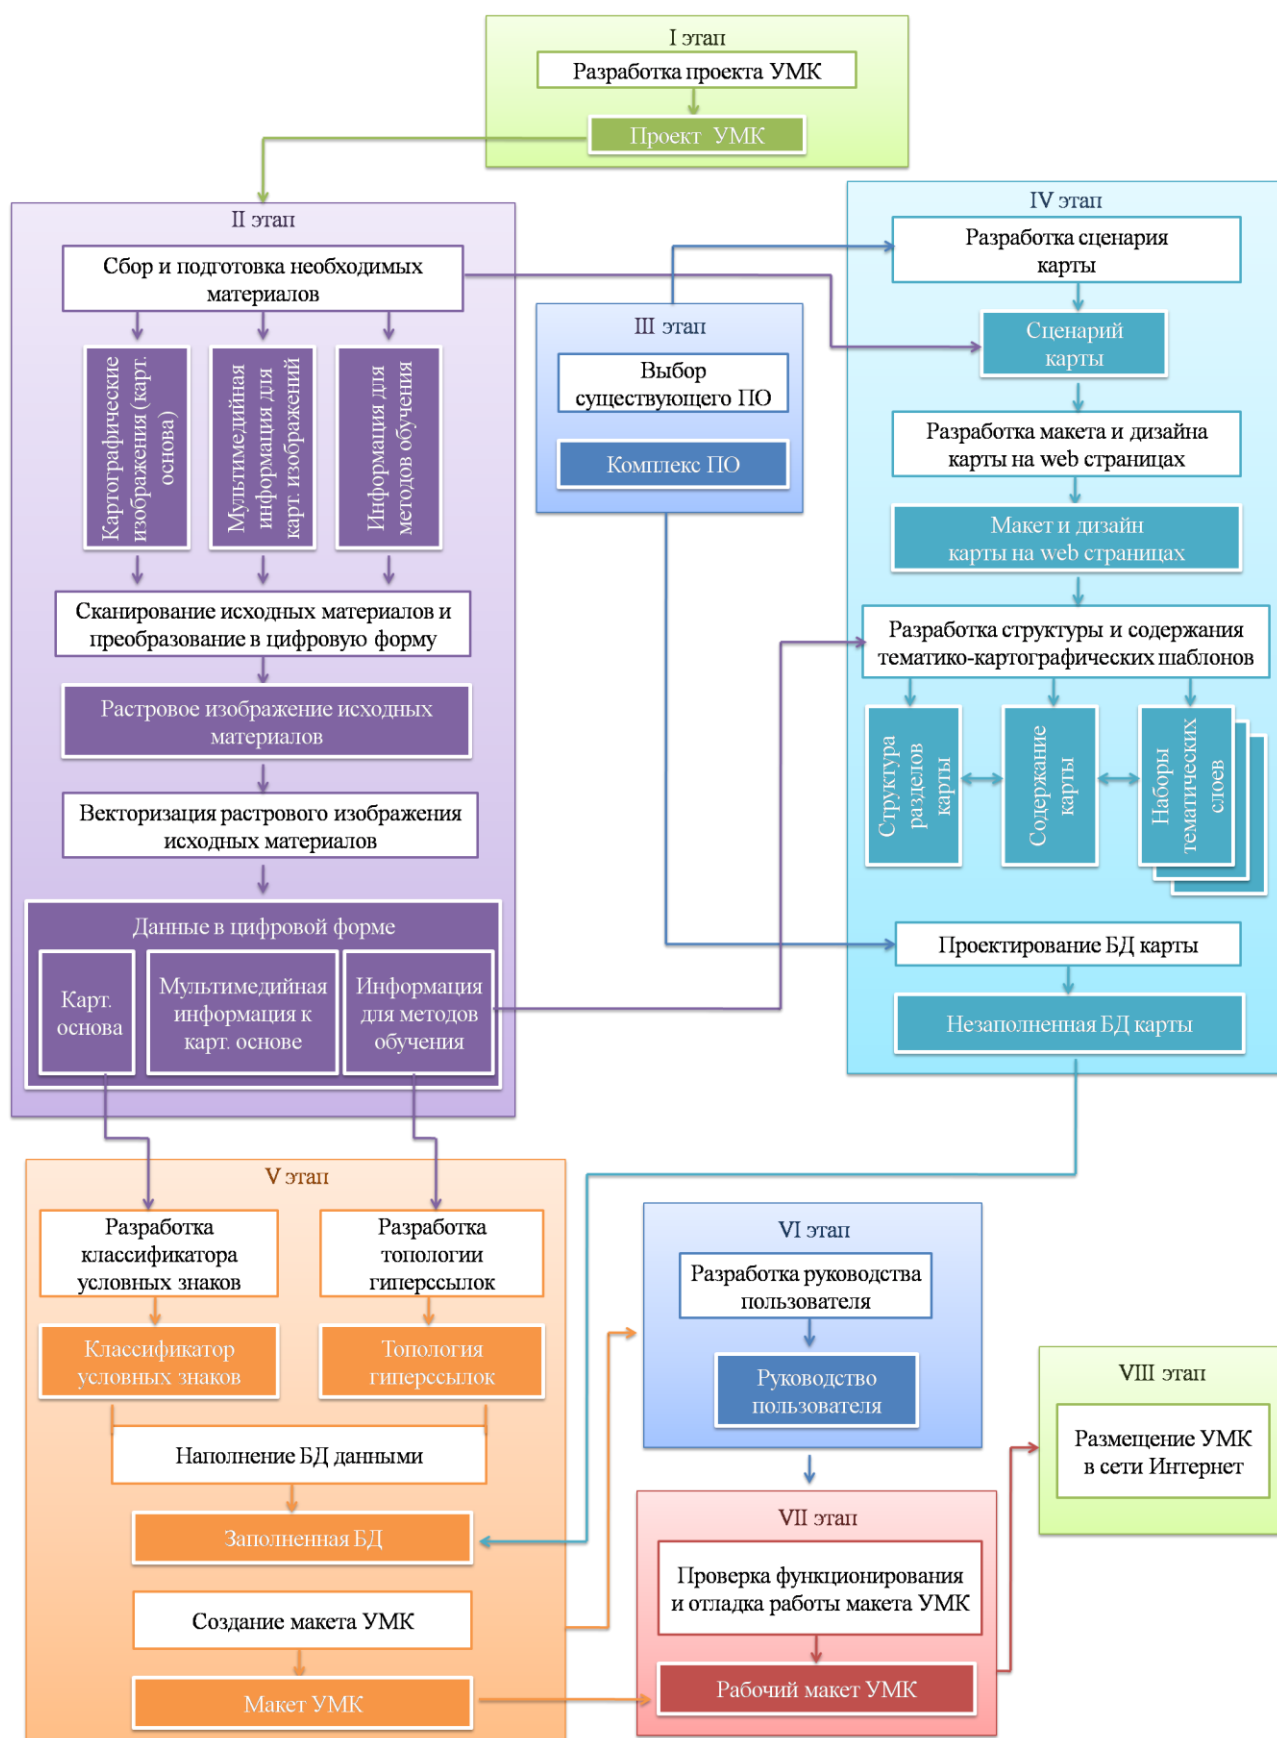 I этап
Разработка проекта УМК
Проект УМК
II этап
Сбор и подготовка необходимых
материалов
Картографические
изображения (карт.
основа)
Мультимедийная
информация для
карт. изображений
Информация для
методов обучения
Сканирование исходных материалов и
преобразование в цифровую форму
Растровое изображение исходных
материалов
Векторизация растрового изображения
исходных материалов
Данные в цифровой форме
Карт.
основа
Мультимедийная
информация к
карт. основе
Информация
для методов
обучения
III этап
Выбор
существующего ПО
Комплекс ПО
IV этап
Разработка сценария
карты
Сценарий
карты
Разработка макета и дизайна
карты на web страницах
Макет и дизайн
карты на web страницах
Разработка структуры и содержания
тематико-картографических шаблонов
Структура
разделов
карты
Содержание
карты
Наборы
тематических
слоев
Проектирование БД карты
Незаполненная БД карты
V этап
Разработка
классификатора
условных знаков
Разработка
топологии
гиперссылок
Классификатор
условных знаков
Топология
гиперссылок
Наполнение БД данными
Заполненная БД
Создание макета УМК
Макет УМК
VI этап
Разработка руководства
пользователя
Руководство
пользователя
VII этап
Проверка функционирования
и отладка работы макета УМК
Рабочий макет УМК
VIII этап
Размещение УМК
в сети Интернет